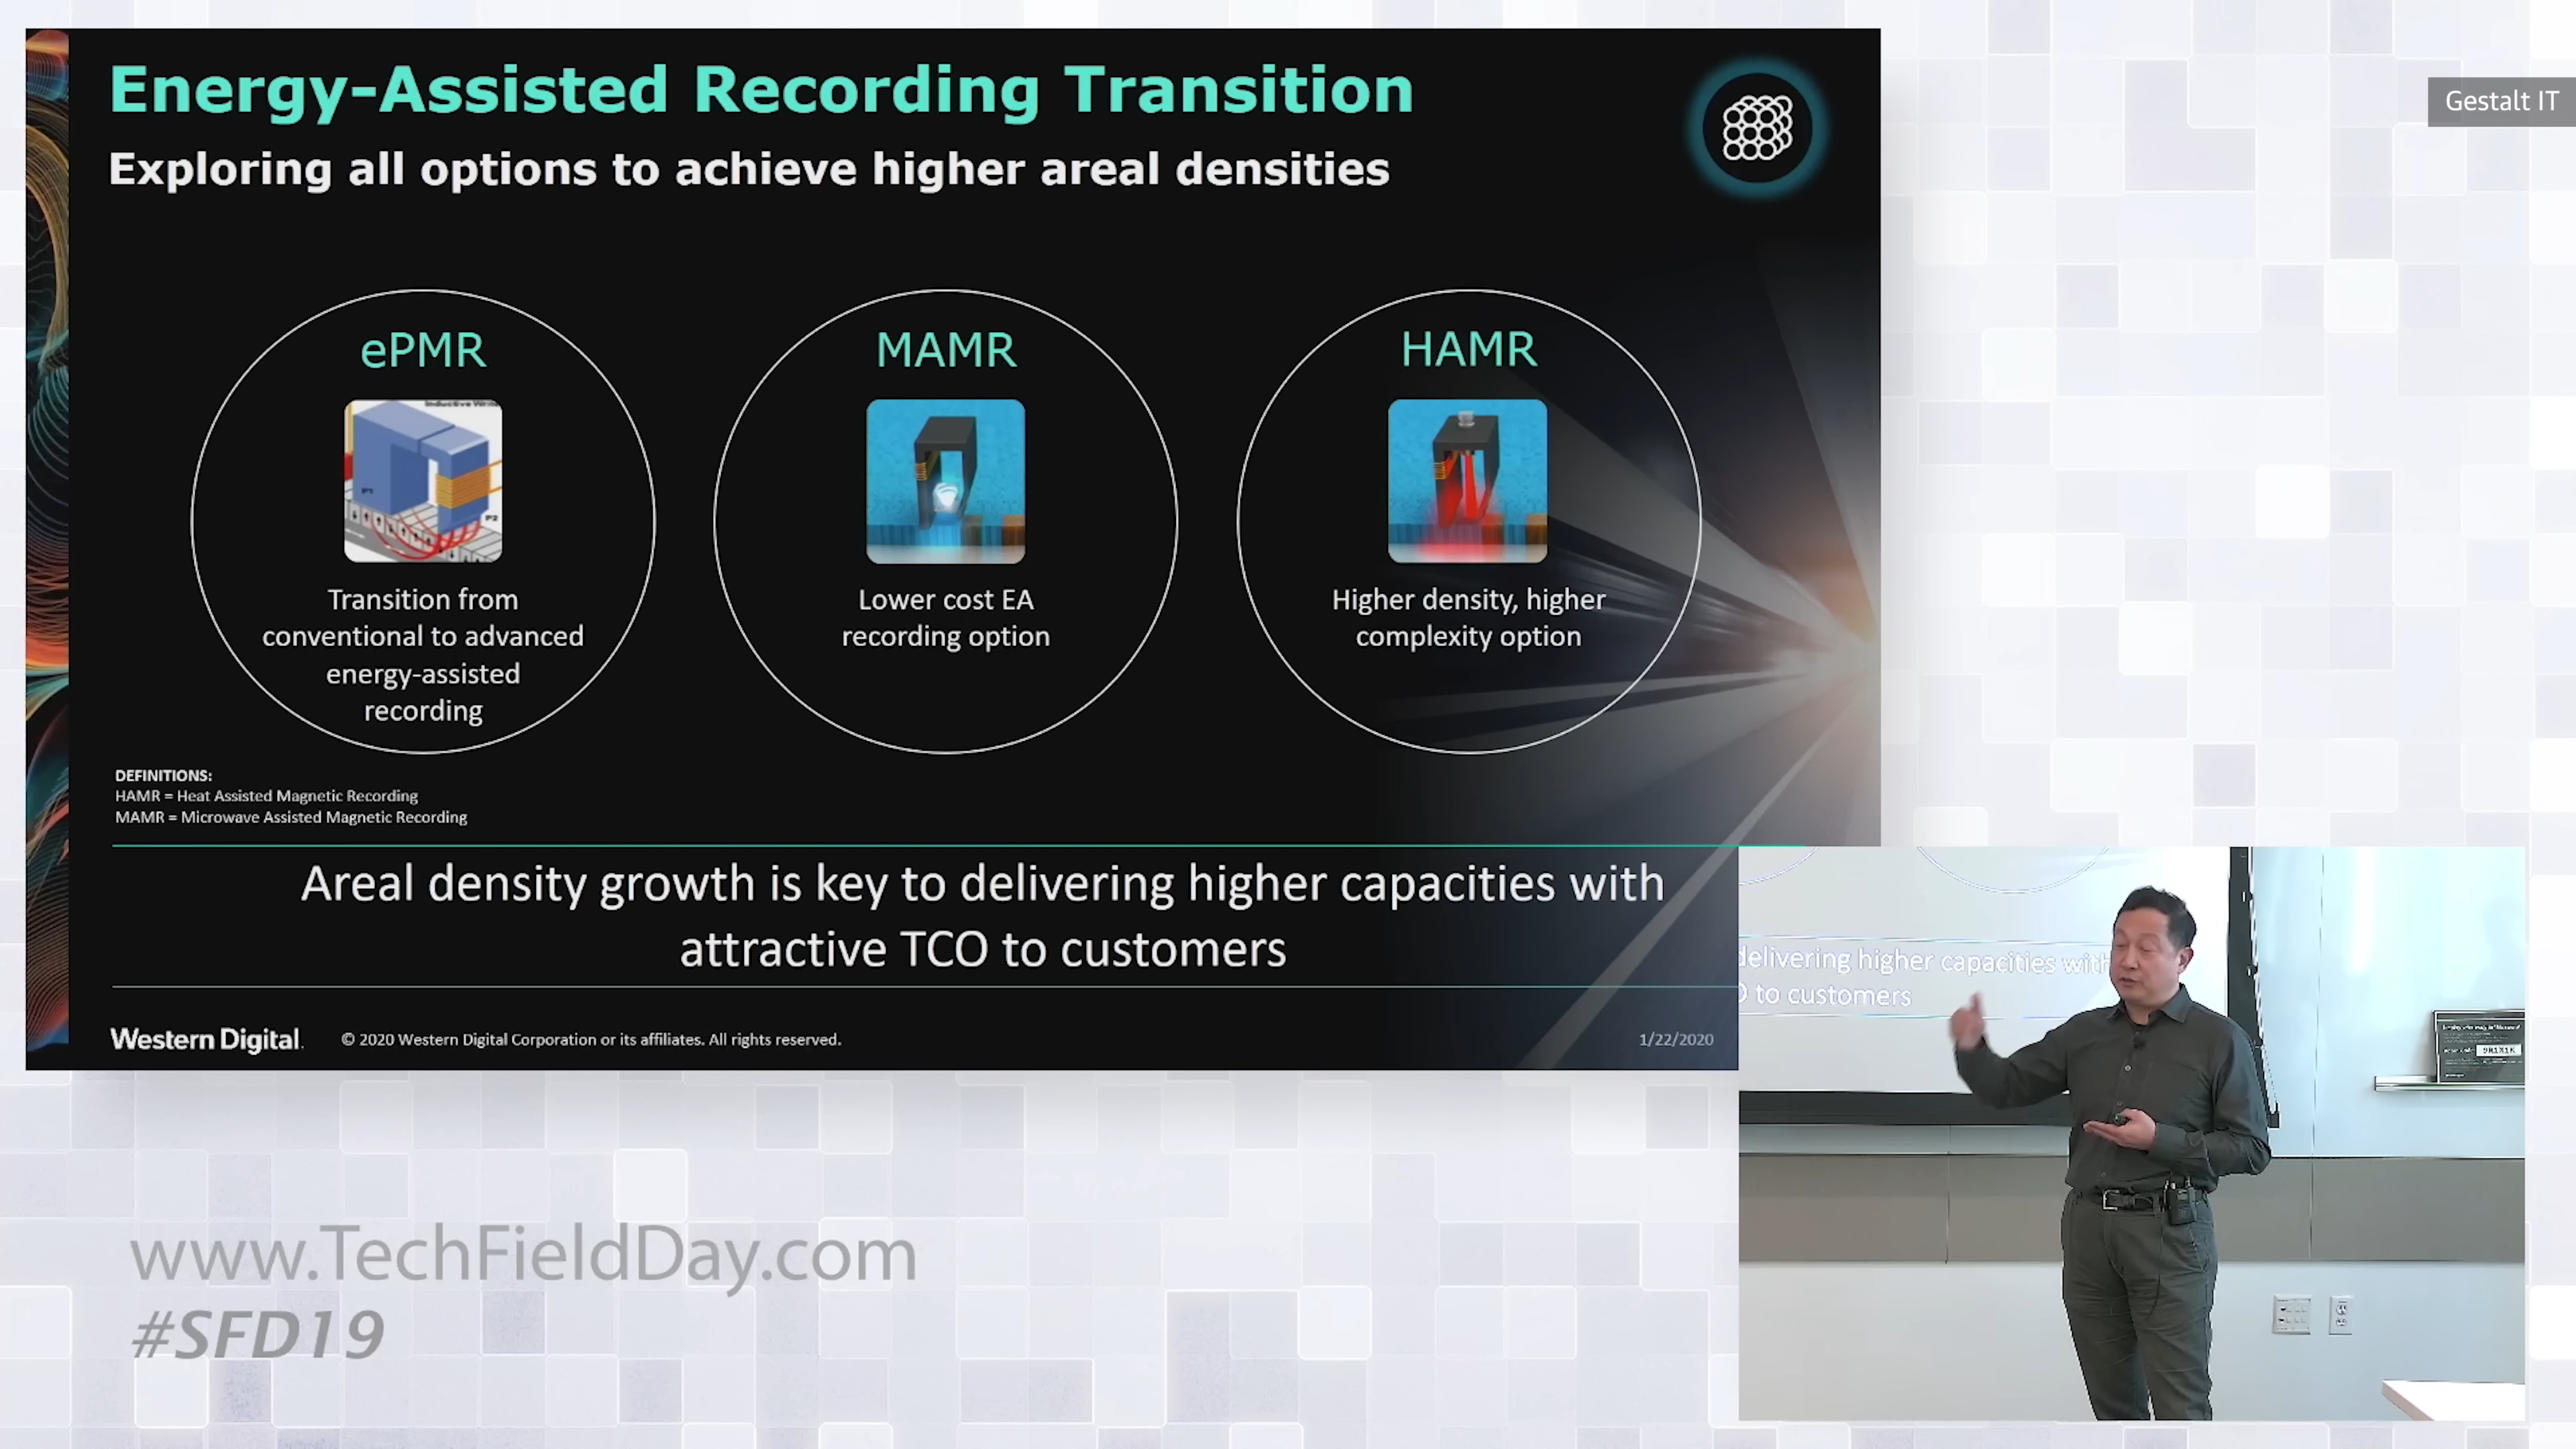 Energy-Assisted Recording Transition
Exploring all options to achieve higher areal densities
Gestalt IT
ePMR
P1
P2
Transition from
conventional to advanced
energy-assisted
recording
MAMR
Lower cost EA
recording option
HAMR
Higher density, higher
complexity option
DEFINITIONS:
HAMR = Heat Assisted Magnetic Recording
MAMR = Microwave Assisted Magnetic Recording
Areal density growth is key to delivering higher capacities with
attractive TCO to customers
Western Digital.
© 2020 Western Digital Corporation or its affiliates. All rights reserved.
1/22/2020
delivering higher capacities with
to customers
www.TechFieldDay.com
#SFD19